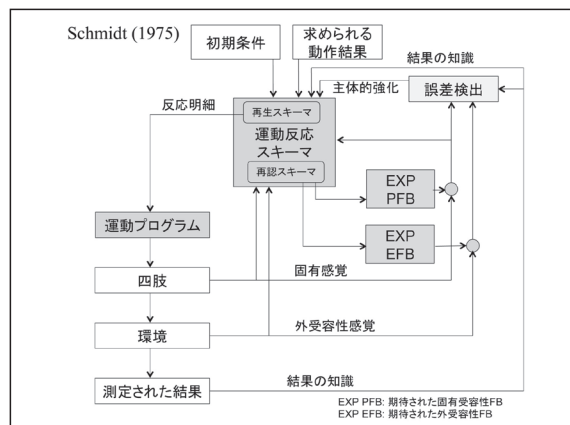 Schmidt (1975)
初期条件
求められる
動作結果
結果の知識
主体的強化
誤差検出
反応明細
再生スキーマ
運動反応
スキーマ
再認スキーマ
EXP
PFB
EXP
EFB
運動プログラム
四肢
固有感覚
環境
外受容性感覚
測定された結果
結果の知識
EXP PFB: 期待された固有受容性FB
EXP EFB: 期待された外受容性FB